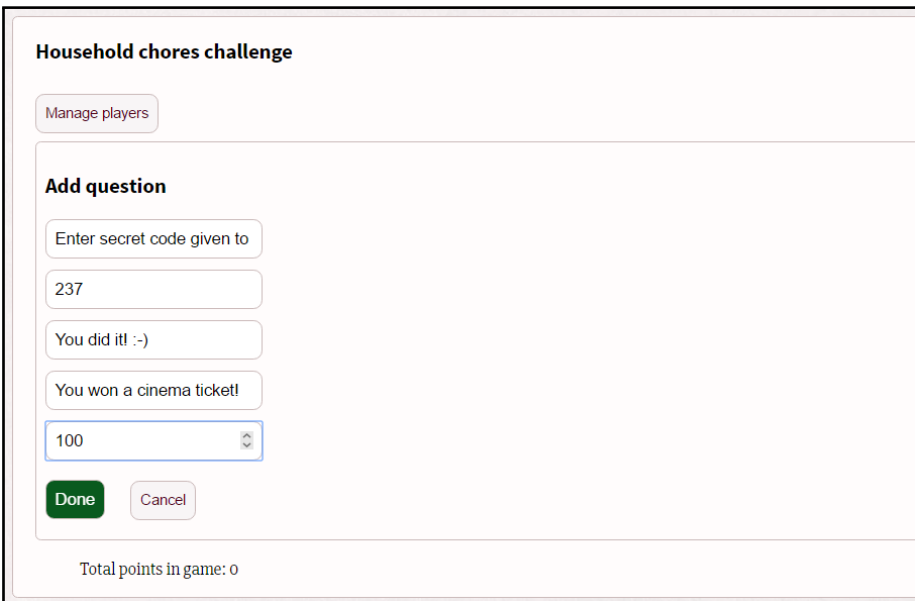 Household chores challenge
Manage players
Add question
Enter secret code given to
237
You did it! :-)
You won a cinema ticket!
100
Done Cancel
Total points in game: 0